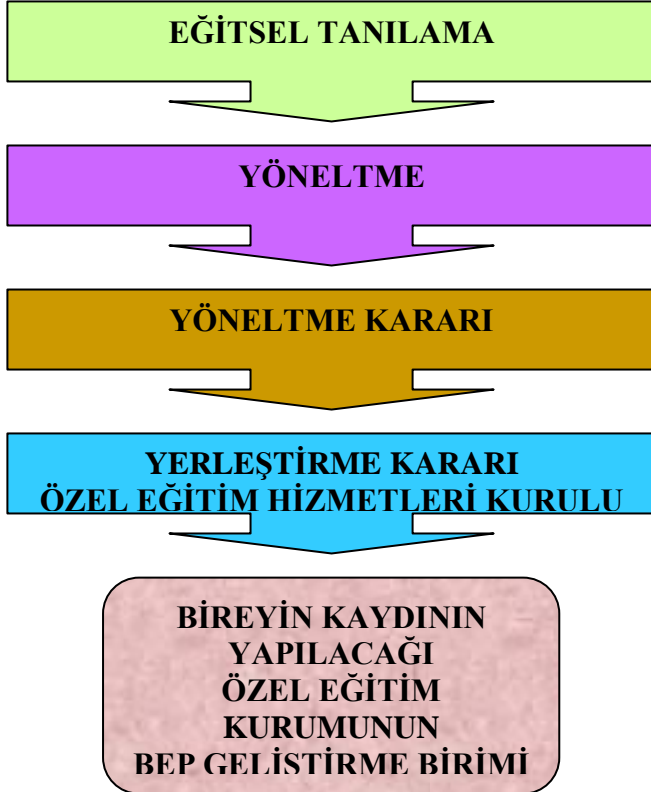 EĞİTSEL TANILAMA
YÖNELTME
YÖNELTME KARARI
YERLEŞTİRME KARARI
ÖZEL EĞİTİM HİZMETLERİ KURULU
BİREYİN KAYDININ
YAPILACAĞI
ÖZEL EĞİTİM
KURUMUNUN
BEP GELİŞTİRME BİRİMİ